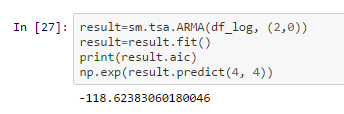 In [27]: result=sm.tsa.ARMA(df_log, (2,0))
result=result.fit()
print(result.aic)
np.exp(result.predict(4, 4))
-118.62383060180046